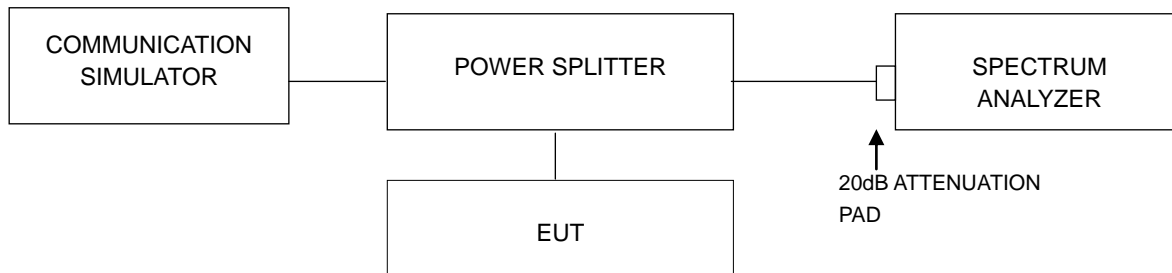 COMMUNICATION
SIMULATOR
POWER SPLITTER
SPECTRUM
ANALYZER
20dB ATTENUATION
PAD
EUT